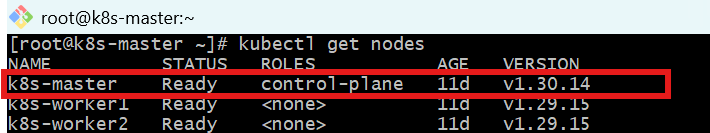 root@k8s-master:~
[root@k8s-master ~]# kubectl get nodes
NAME STATUS ROLES AGE VERSION
k8s-master Ready control-plane 11d v1.30.14
k8s-worker1 Ready <none> 11d v1.29.15
k8s-worker2 Ready <none> 11d v1.29.15